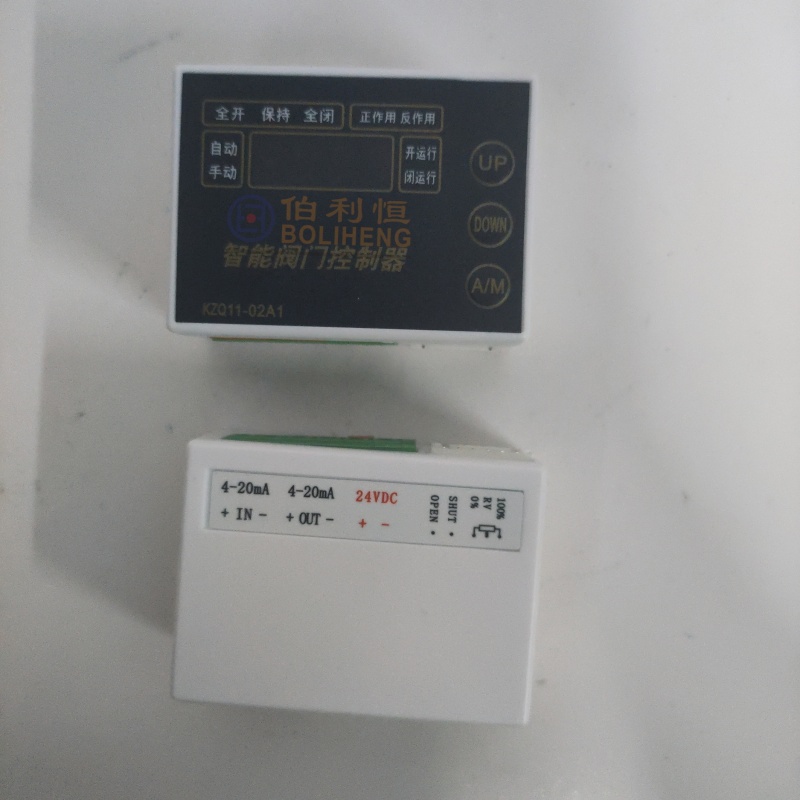 全开 保持 全闭 正作用 反作用
自动
手动
开运行
闭运行
UP
DOWN
A/M
伯利恒
BOLIHENG
智能阀门控制器
KZQ11-02A1
4-20mA 4-20mA 24VDC
+ IN - + OUT - + -
OPEN •
SHUT •
0%
RV
100%